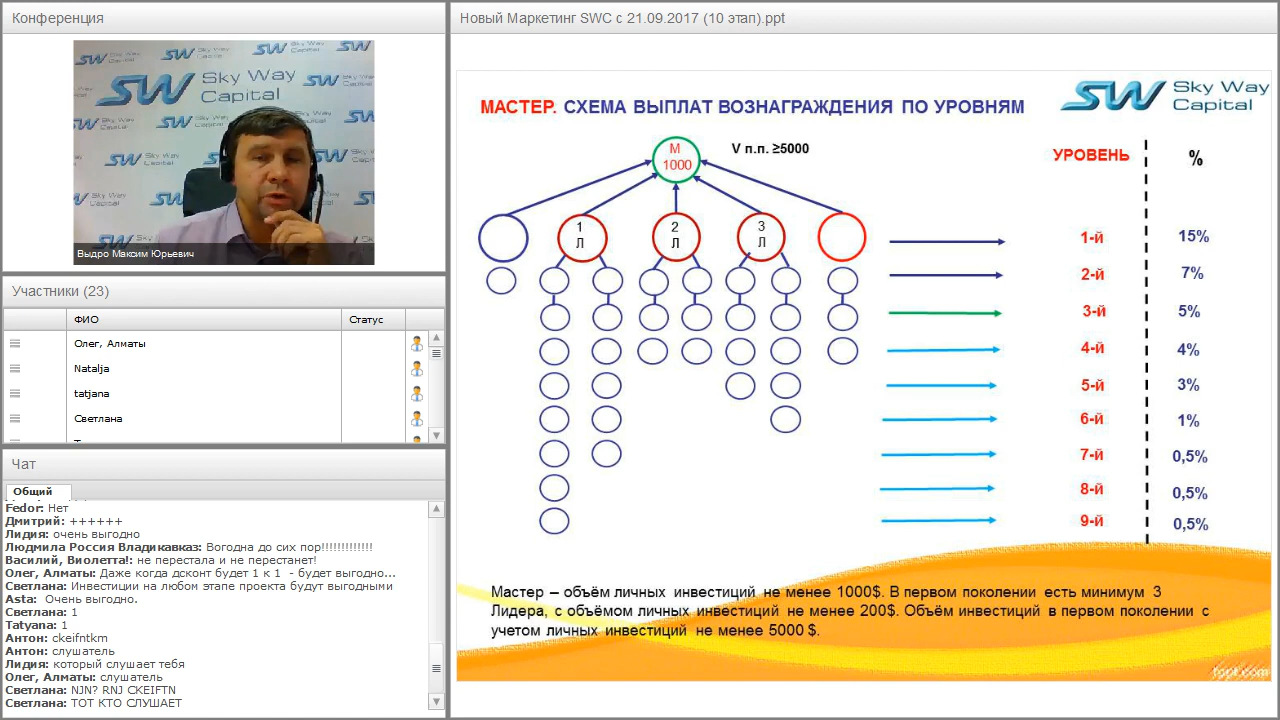 Конференция
SW Sky Way Capital
Выдро Максим Юрьевич
Участники (23)
ФИО
Статус
Олег, Алматы
Natalja
tatjana
Светлана
Чат
Общий
Fedor: Нет
Дмитрий: ++++++
Лидия: очень выгодно
Людмила Россия Владикавказ: Вогодна до сих пор!!!!!!!!!!!!!
Василий, Виолетта!: не перестала и не перестанет!
Олег, Алматы: Даже когда дсконт будет 1 к 1 - будет выгодно...
Светлана: Инвестиции на любом этапе проекта будут выгодными
Asta: Очень выгодно.
Светлана: 1
Tatyana: 1
Антон: ckeifntkm
Антон: слушатель
Лидия: который слушает тебя
Олег, Алматы: слушатель
Светлана: NJN? RNJ CKEIFTN
Светлана: ТОТ КТО СЛУШАЕТ
Новый Маркетинг SWC с 21.09.2017 (10 этап).ppt
SW Sky Way
Capital
МАСТЕР. СХЕМА ВЫПЛАТ ВОЗНАГРАЖДЕНИЯ ПО УРОВНЯМ
М
1000
V п.п. ≥5000
УРОВЕНЬ %
1
Л
2
Л
3
Л
1-й 15%
2-й 7%
3-й 5%
4-й 4%
5-й 3%
6-й 1%
7-й 0,5%
8-й 0,5%
9-й 0,5%
Мастер – объём личных инвестиций не менее 1000$. В первом поколении есть минимум 3
Лидера, с объёмом личных инвестиций не менее 200$. Объём инвестиций в первом поколении с
учетом личных инвестиций не менее 5000 $.
fppt.com